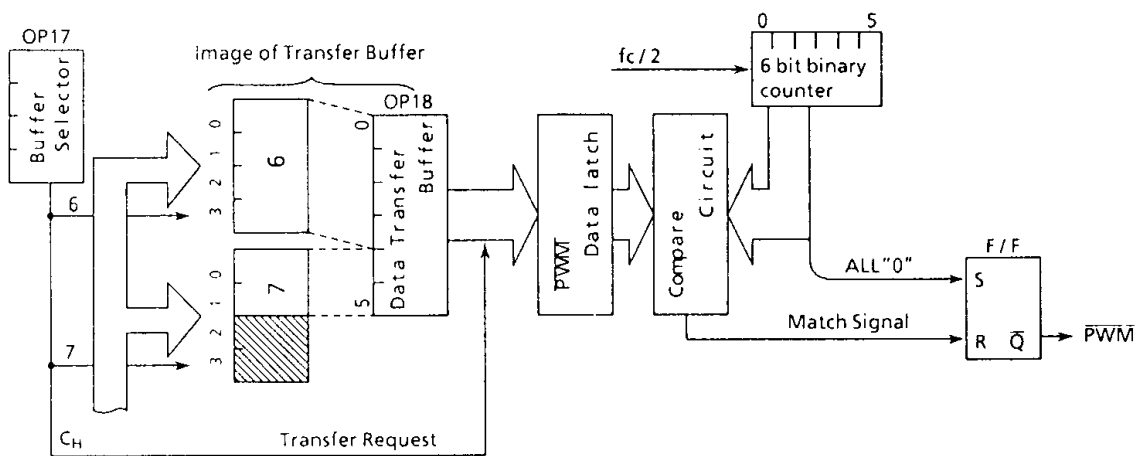 OP17
Buffer
Selector
Image of Transfer Buffer
0
1
2
3
6
0
1
2
3
7
6
7
C_H
Transfer Request
OP18
0
5
Data Transfer
Buffer
P̅W̅M̅
Data latch
Compare
Circuit
fc/2
0 5
6 bit binary
counter
ALL"0"
Match Signal
F/F
S
R Q̅
P̅W̅M̅